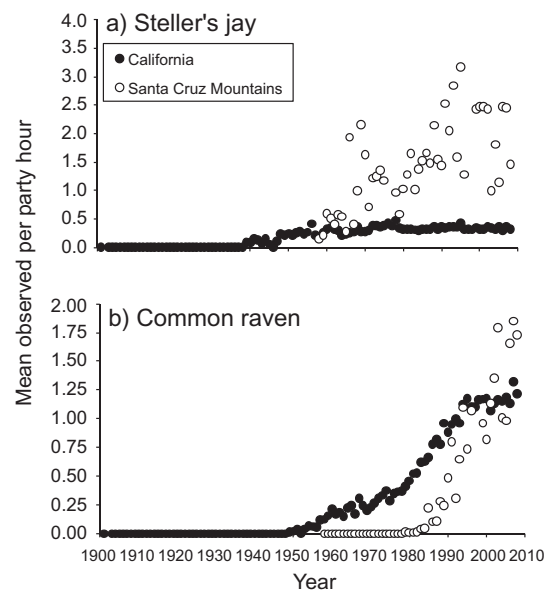 a) Steller's jay
California
Santa Cruz Mountains
4.0
3.5
3.0
2.5
2.0
1.5
1.0
0.5
0.0
Mean observed per party hour
b) Common raven
2.00
1.75
1.50
1.25
1.00
0.75
0.50
0.25
0.00
1900 1910 1920 1930 1940 1950 1960 1970 1980 1990 2000 2010
Year